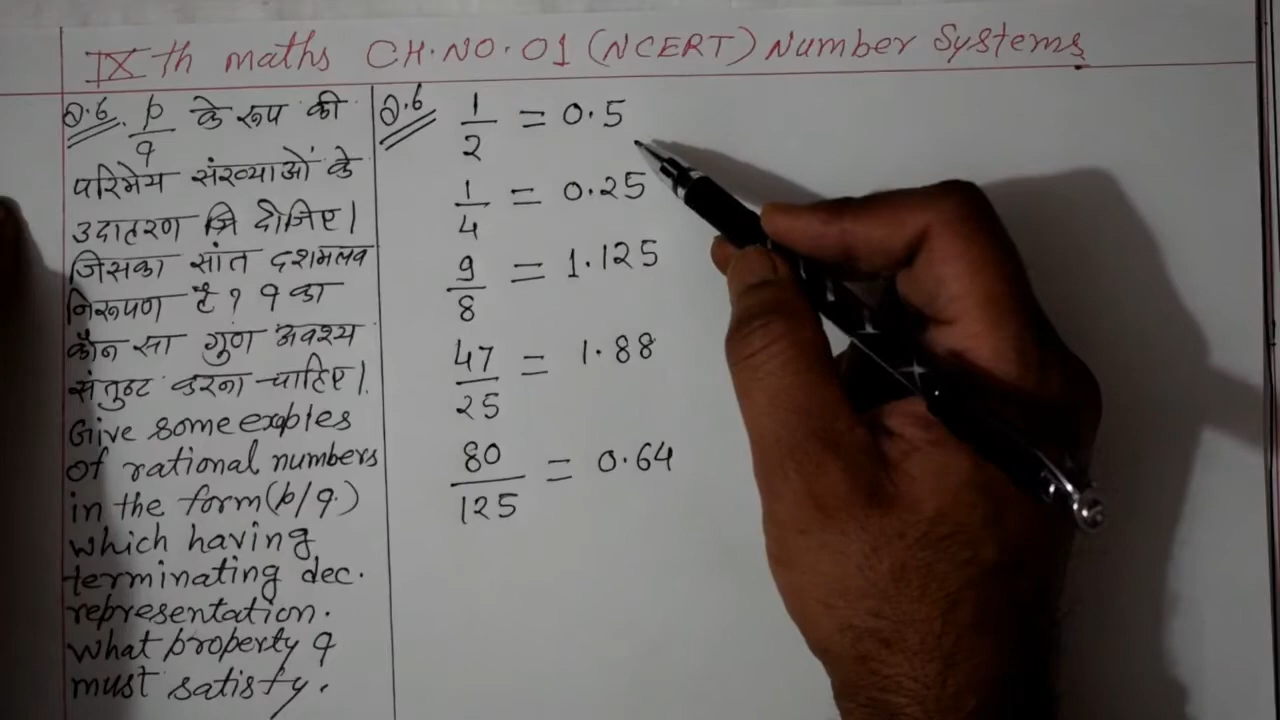 IXth maths CH.NO.01 (NCERT) Number Systems
Q.6. p/q के रूप की
परिमेय संख्याओं के
उदाहरण ज्ञि दीजिए।
जिसका सांत दशमलव
निरूपण है? q का
कौन सा गुण अवश्य
संतुष्ट करना चाहिए।
Give some exaples
of rational numbers
in the form (p/q)
which having
terminating dec.
representation.
what property q
must satisfy.
Q.6 1/2 = 0.5
1/4 = 0.25
9/8 = 1.125
47/25 = 1.88
80/125 = 0.64